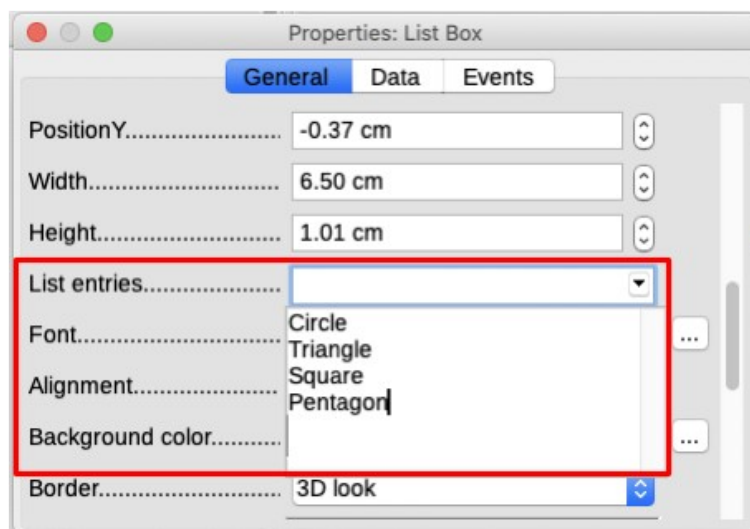 Properties: List Box
General Data Events
PositionY........................ -0.37 cm
Width............................. 6.50 cm
Height............................ 1.01 cm
List entries.....................
Circle
Font...............................
Triangle
...
Square
Alignment.......................
Pentagon
Background color...........
...
Border............................ 3D look